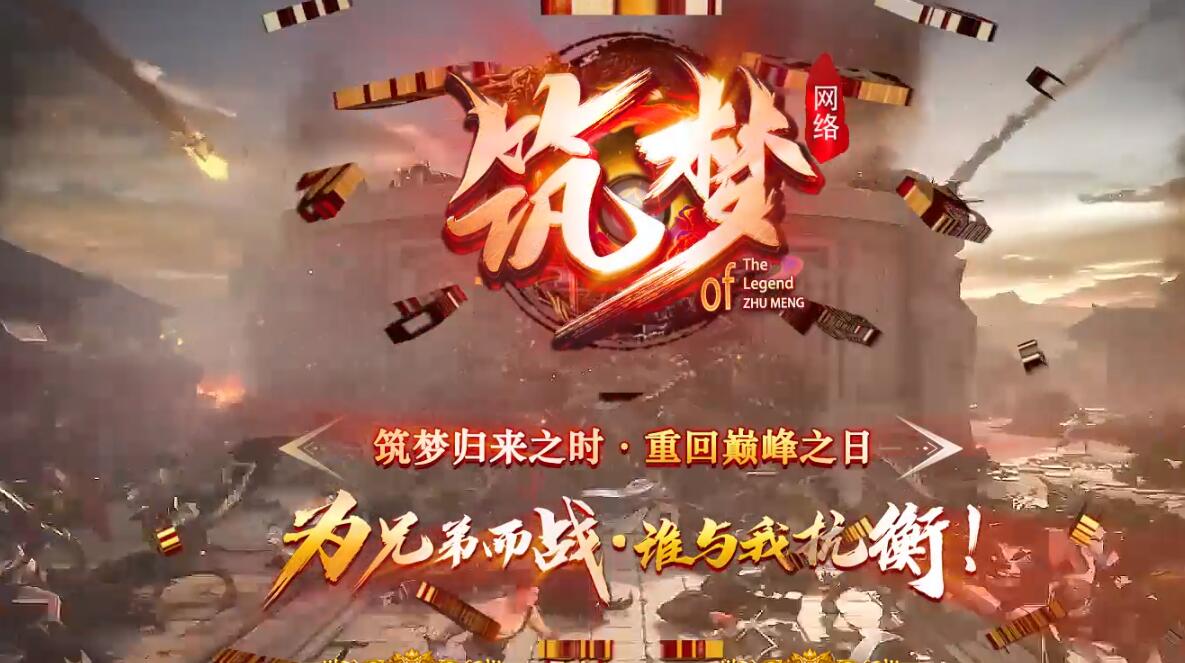 筑梦
网络
Of
The
Legend
ZHU MENG
筑梦归来之时·重回巅峰之日
为兄弟而战·谁与我抗衡！